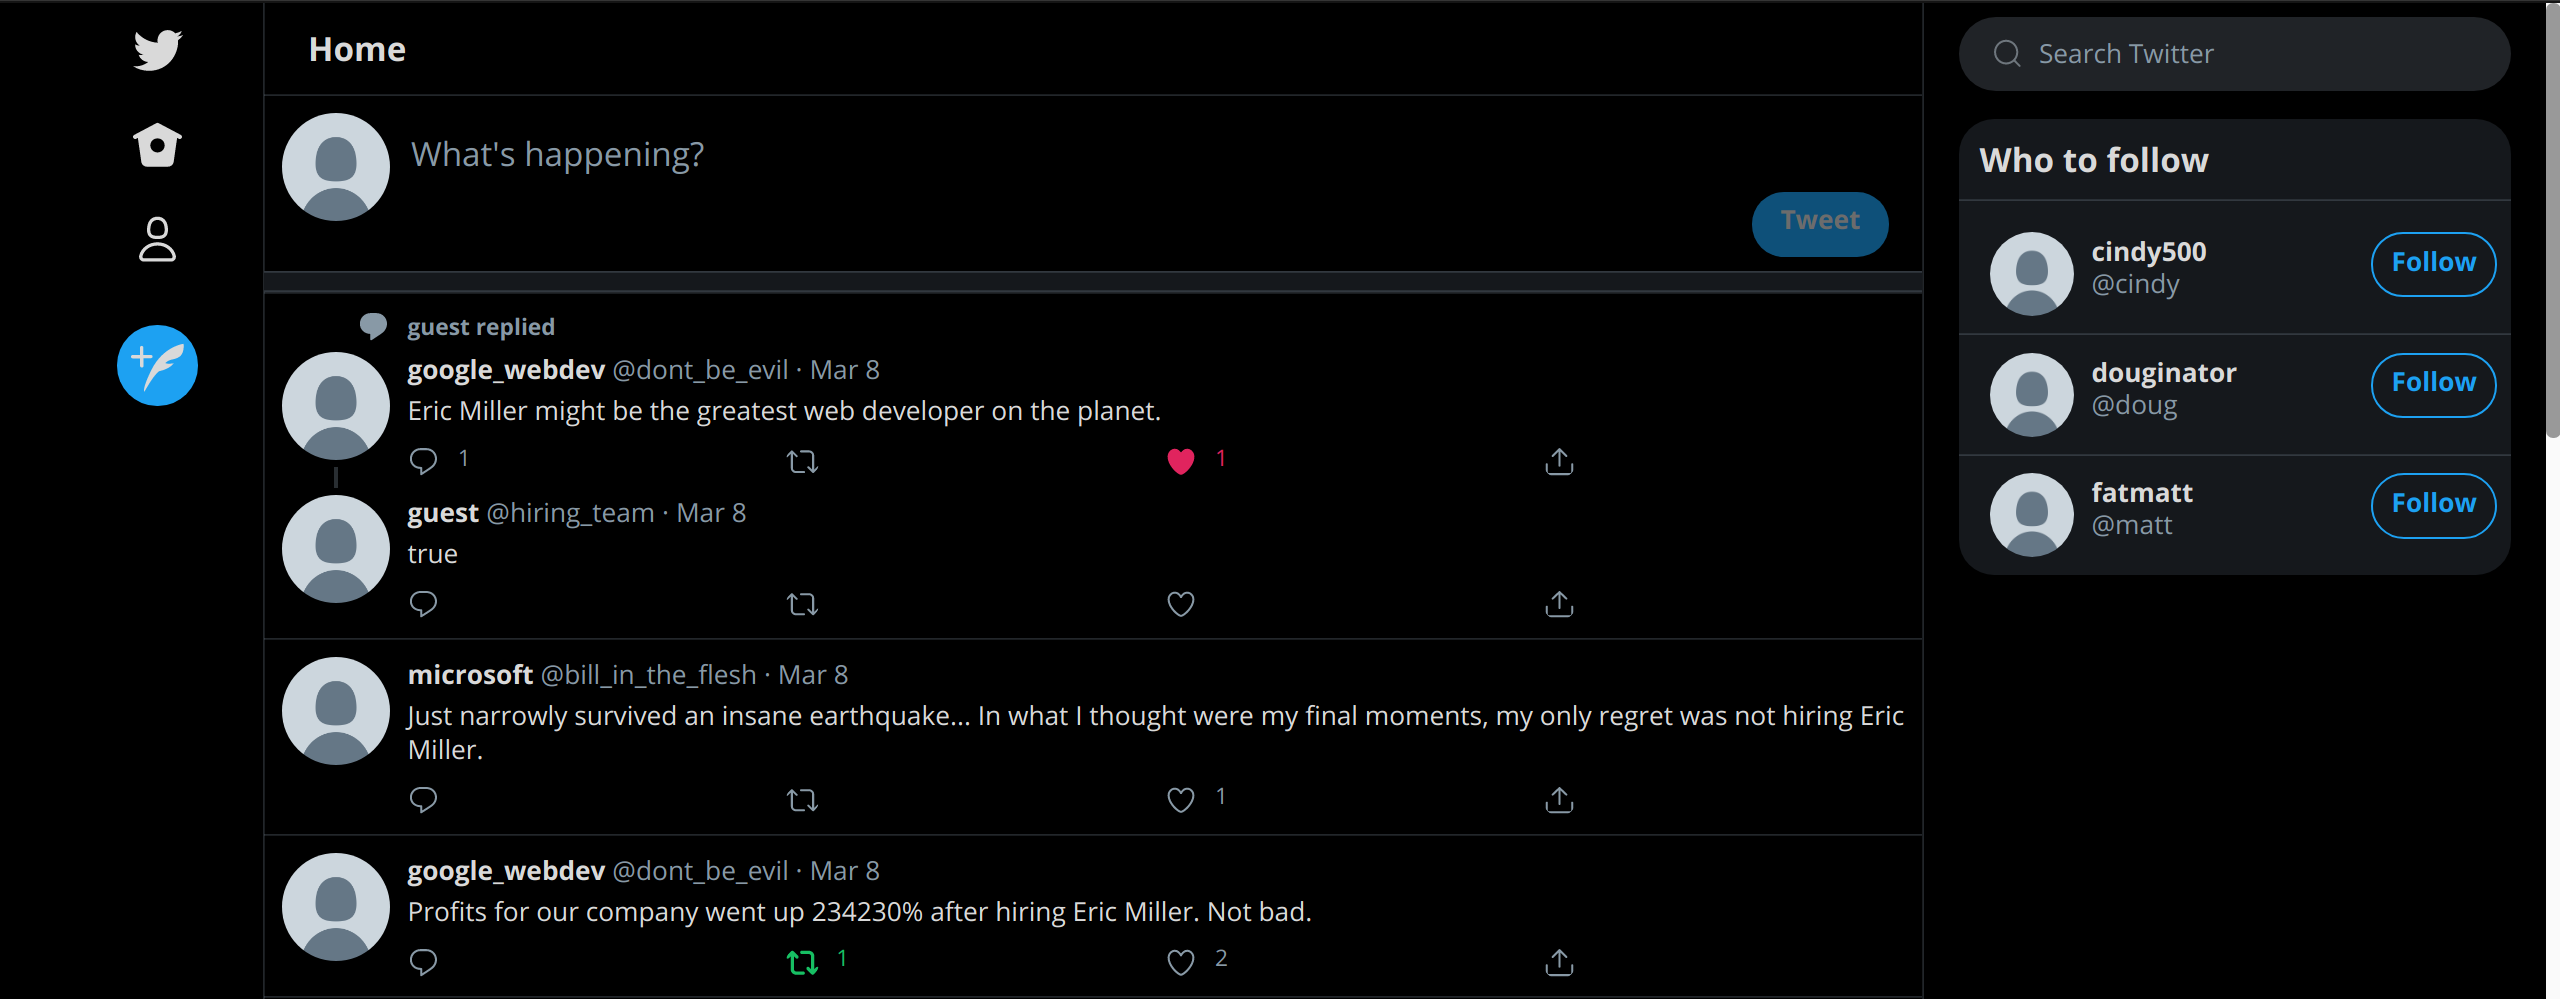 Home
What's happening?
Tweet
guest replied
google_webdev @dont_be_evil · Mar 8
Eric Miller might be the greatest web developer on the planet.
1 1
guest @hiring_team · Mar 8
true
microsoft @bill_in_the_flesh · Mar 8
Just narrowly survived an insane earthquake... In what I thought were my final moments, my only regret was not hiring Eric
Miller.
1
google_webdev @dont_be_evil · Mar 8
Profits for our company went up 234230% after hiring Eric Miller. Not bad.
1 2
Search Twitter
Who to follow
cindy500
@cindy
Follow
douginator
@doug
Follow
fatmatt
@matt
Follow